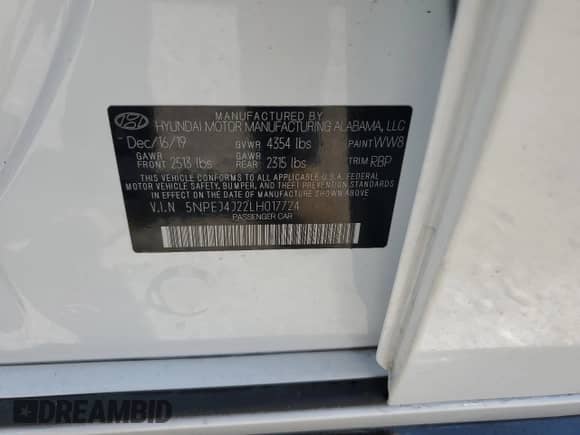 MANUFACTURED BY
HYUNDAI MOTOR MANUFACTURING ALABAMA, LLC
Dec/16/19 GVWR 4354 lbs PAINT WW8
GAWR FRONT 2513 lbs GAWR REAR 2315 lbs TRIM RBP
THIS VEHICLE CONFORMS TO ALL APPLICABLE U.S.A. FEDERAL MOTOR
VEHICLE SAFETY, BUMPER, AND THEFT PREVENTION STANDARDS
IN EFFECT ON THE DATE OF MANUFACTURE SHOWN ABOVE.
V.I.N 5NPEJ4J22LH017724
PASSENGER CAR
DREAMBID